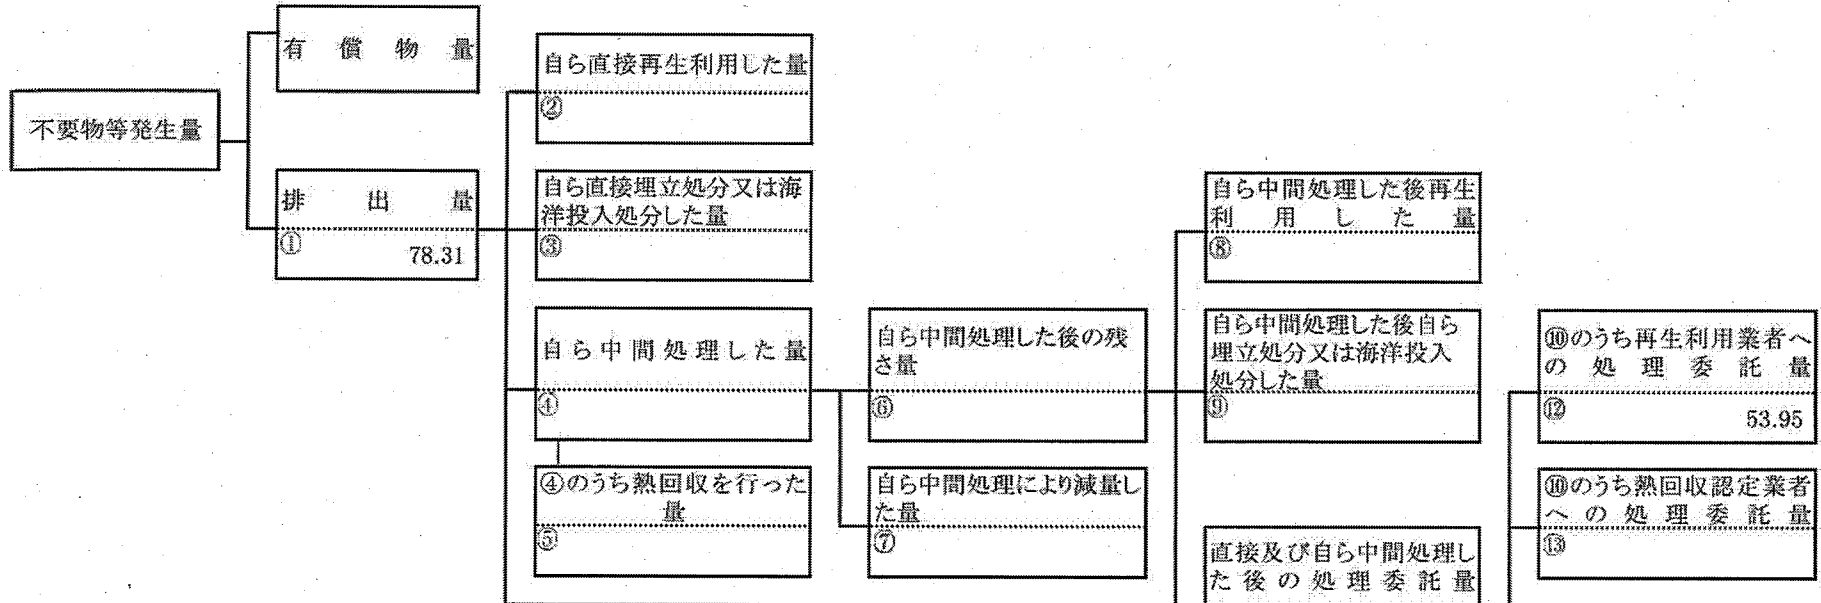 有償物量
不要物等発生量
排出量
①
78.31
自ら直接再生利用した量
②
自ら直接埋立処分又は海
洋投入処分した量
③
自ら中間処理した量
④
④のうち熱回収を行った
量
⑤
自ら中間処理した後の残
さ量
⑥
自ら中間処理により減量し
た量
⑦
自ら中間処理した後再生
利用した量
⑧
自ら中間処理した後自ら
埋立処分又は海洋投入
処分した量
⑨
直接及び自ら中間処理し
た後の処理委託量
⑩のうち再生利用業者へ
の処理委託量
⑫
53.95
⑩のうち熱回収認定業者
への処理委託量
⑬